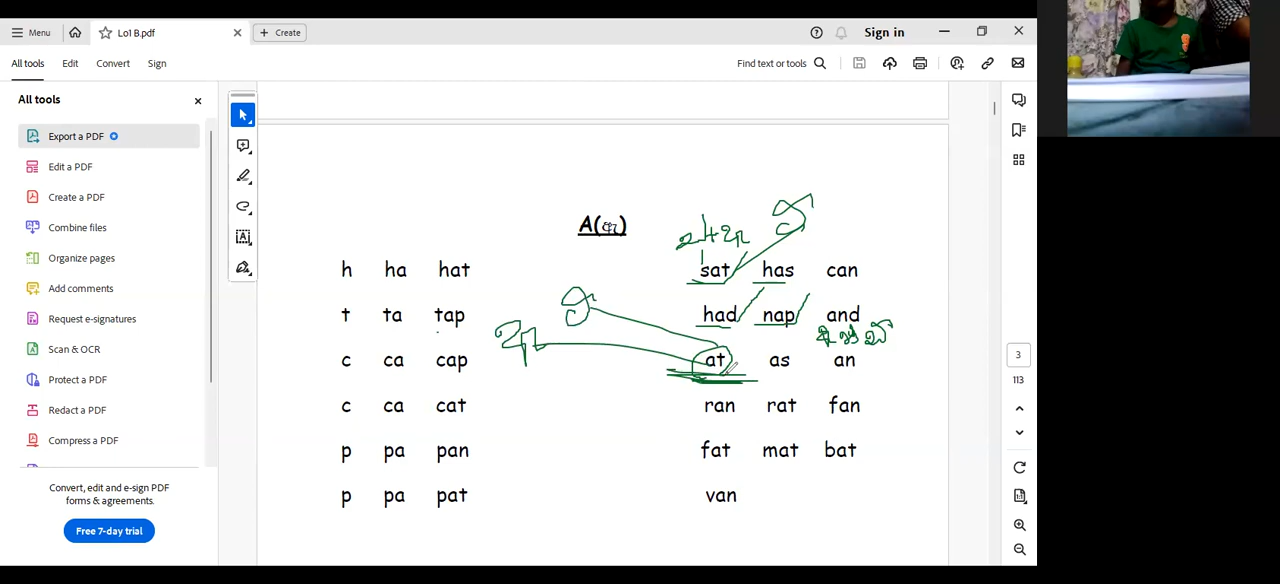 Menu
LoI B.pdf
Create
Sign in
All tools Edit Convert Sign
Find text or tools
All tools
Export a PDF
Edit a PDF
Create a PDF
Combine files
Organize pages
Add comments
Request e-signatures
Scan & OCR
Protect a PDF
Redact a PDF
Compress a PDF
Convert, edit and e-sign PDF
forms & agreements.
Free 7-day trial
h ha hat
t ta tap
c ca cap
c ca cat
p pa pan
p pa pat
sat has can
had nap and
at as an
ran rat fan
fat mat bat
van
3
113